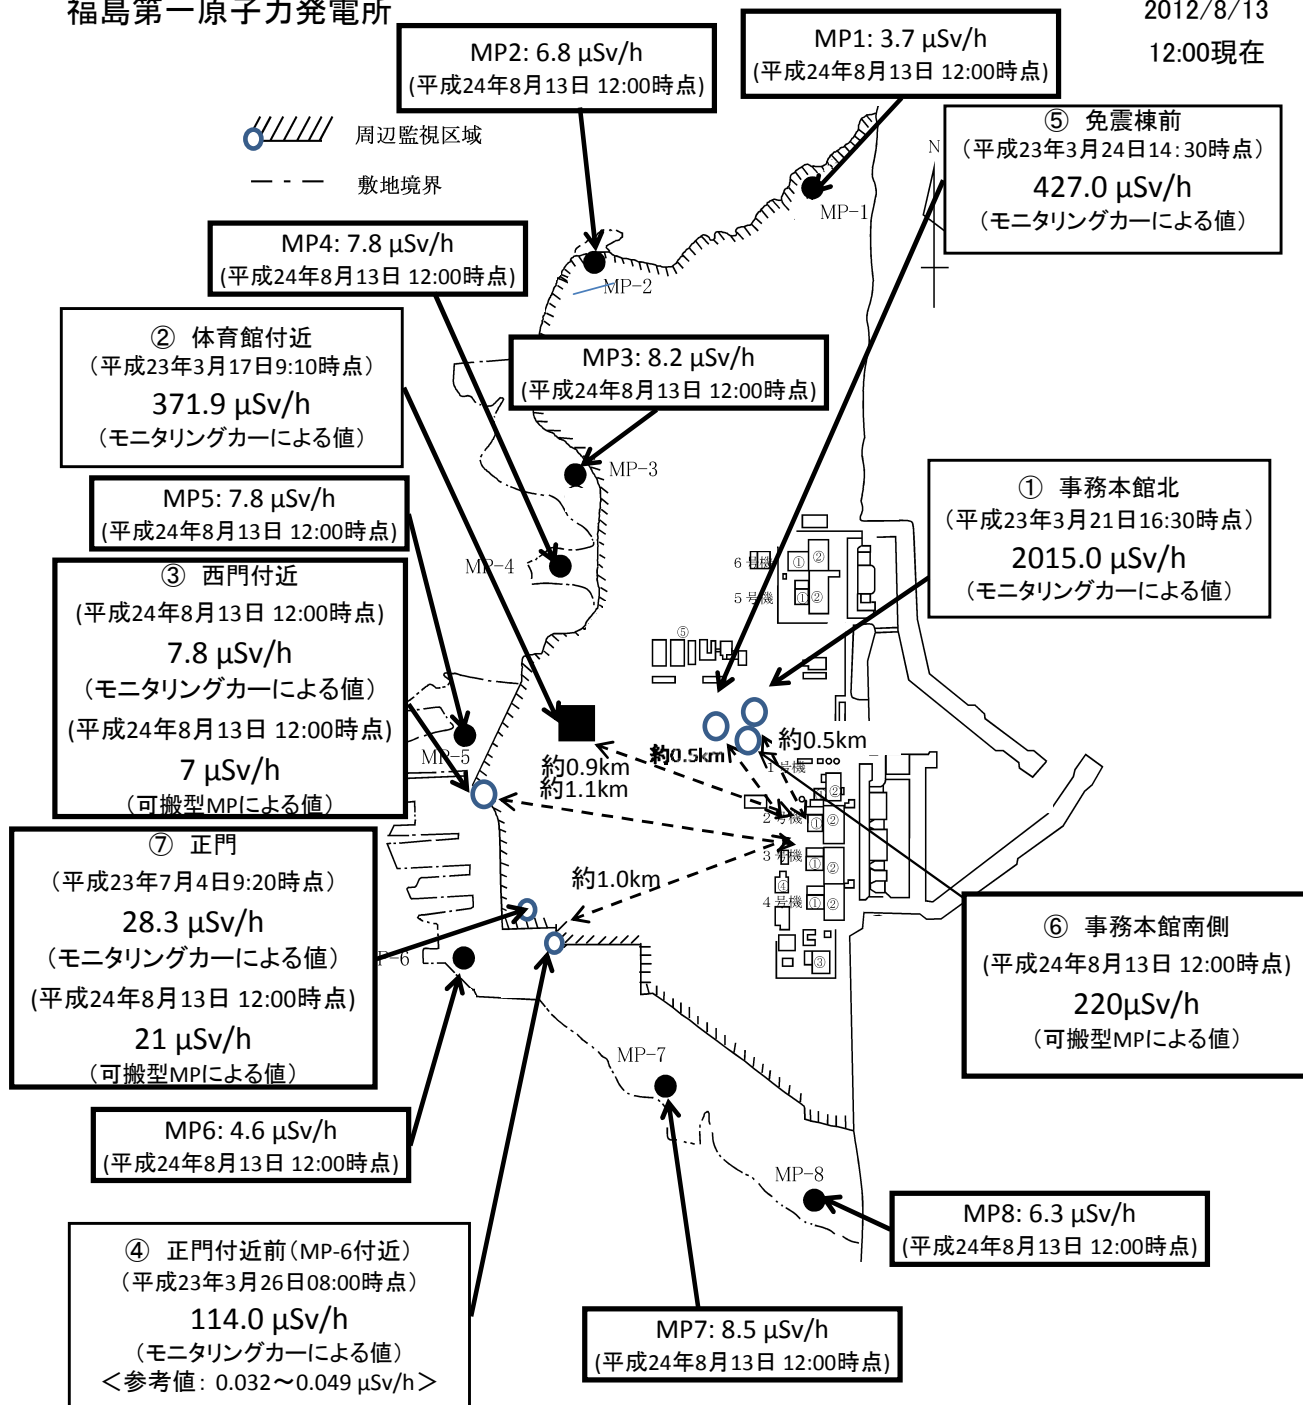 福島第一原子力発電所
2012/8/13
12:00現在
MP2: 6.8 μSv/h
(平成24年8月13日 12:00時点)
MP1: 3.7 μSv/h
(平成24年8月13日 12:00時点)
周辺監視区域
敷地境界
⑤ 免震棟前
(平成23年3月24日14:30時点)
427.0 μSv/h
(モニタリングカーによる値)
N
MP-1
MP4: 7.8 μSv/h
(平成24年8月13日 12:00時点)
MP-2
② 体育館付近
(平成23年3月17日9:10時点)
371.9 μSv/h
(モニタリングカーによる値)
MP3: 8.2 μSv/h
(平成24年8月13日 12:00時点)
MP-3
MP5: 7.8 μSv/h
(平成24年8月13日 12:00時点)
① 事務本館北
(平成23年3月21日16:30時点)
2015.0 μSv/h
(モニタリングカーによる値)
MP-4
6号機
① ②
5号機
① ②
⑤
③ 西門付近
(平成24年8月13日 12:00時点)
7.8 μSv/h
(モニタリングカーによる値)
(平成24年8月13日 12:00時点)
7 μSv/h
(可搬型MPによる値)
MP-5
約0.9km
約1.1km
約0.5km
約0.5km
1号機
②
2号機
① ②
3号機
① ②
④
4号機
① ②
③
約1.0km
⑦ 正門
(平成23年7月4日9:20時点)
28.3 μSv/h
(モニタリングカーによる値)
(平成24年8月13日 12:00時点)
21 μSv/h
(可搬型MPによる値)
-6
⑥ 事務本館南側
(平成24年8月13日 12:00時点)
220μSv/h
(可搬型MPによる値)
MP-7
MP6: 4.6 μSv/h
(平成24年8月13日 12:00時点)
MP-8
MP8: 6.3 μSv/h
(平成24年8月13日 12:00時点)
④ 正門付近前(MP-6付近)
(平成23年3月26日08:00時点)
114.0 μSv/h
(モニタリングカーによる値)
<参考値: 0.032~0.049 μSv/h>
MP7: 8.5 μSv/h
(平成24年8月13日 12:00時点)